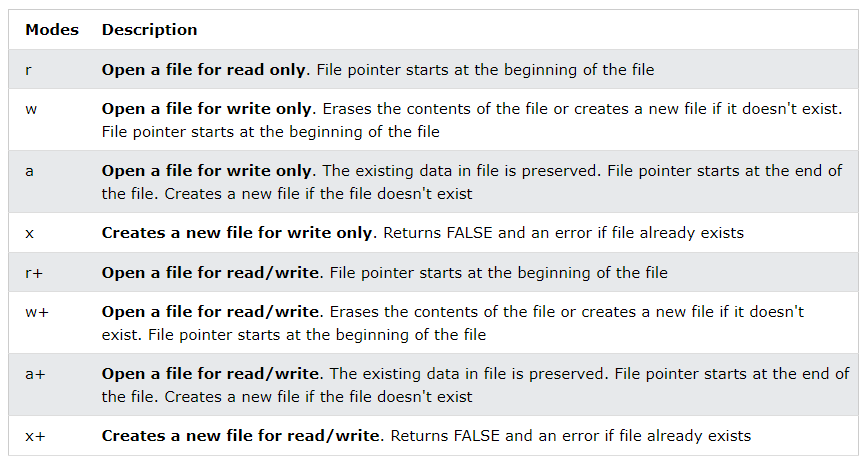 Modes Description
r Open a file for read only. File pointer starts at the beginning of the file
w Open a file for write only. Erases the contents of the file or creates a new file if it doesn't exist.
File pointer starts at the beginning of the file
a Open a file for write only. The existing data in file is preserved. File pointer starts at the end of
the file. Creates a new file if the file doesn't exist
x Creates a new file for write only. Returns FALSE and an error if file already exists
r+ Open a file for read/write. File pointer starts at the beginning of the file
w+ Open a file for read/write. Erases the contents of the file or creates a new file if it doesn't
exist. File pointer starts at the beginning of the file
a+ Open a file for read/write. The existing data in file is preserved. File pointer starts at the end of
the file. Creates a new file if the file doesn't exist
x+ Creates a new file for read/write. Returns FALSE and an error if file already exists